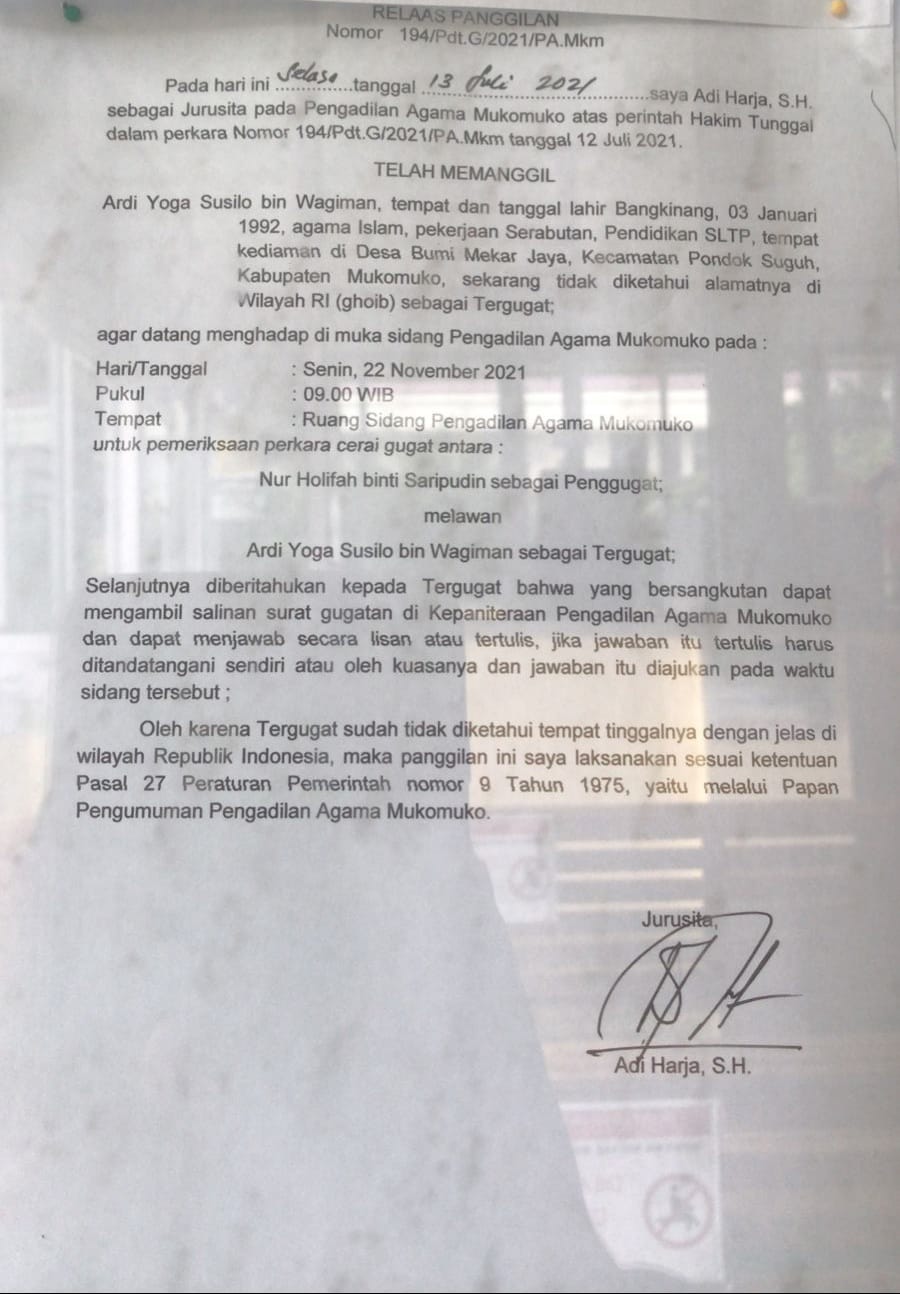 RELAAS PANGGILAN
Nomor 194/Pdt.G/2021/PA.Mkm
Pada hari ini Selasa tanggal 13 Juli 2021 saya Adi Harja, S.H.
sebagai Jurusita pada Pengadilan Agama Mukomuko atas perintah Hakim Tunggal
dalam perkara Nomor 194/Pdt.G/2021/PA.Mkm tanggal 12 Juli 2021.
TELAH MEMANGGIL
Ardi Yoga Susilo bin Wagiman, tempat dan tanggal lahir Bangkinang, 03 Januari
1992, agama Islam, pekerjaan Serabutan, Pendidikan SLTP, tempat
kediaman di Desa Bumi Mekar Jaya, Kecamatan Pondok Suguh,
Kabupaten Mukomuko, sekarang tidak diketahui alamatnya di
Wilayah RI (ghoib) sebagai Tergugat;
agar datang menghadap di muka sidang Pengadilan Agama Mukomuko pada :
Hari/Tanggal : Senin, 22 November 2021
Pukul : 09.00 WIB
Tempat : Ruang Sidang Pengadilan Agama Mukomuko
untuk pemeriksaan perkara cerai gugat antara :
Nur Holifah binti Saripudin sebagai Penggugat;
melawan
Ardi Yoga Susilo bin Wagiman sebagai Tergugat;
Selanjutnya diberitahukan kepada Tergugat bahwa yang bersangkutan dapat
mengambil salinan surat gugatan di Kepaniteraan Pengadilan Agama Mukomuko
dan dapat menjawab secara lisan atau tertulis, jika jawaban itu tertulis harus
ditandatangani sendiri atau oleh kuasanya dan jawaban itu diajukan pada waktu
sidang tersebut ;
Oleh karena Tergugat sudah tidak diketahui tempat tinggalnya dengan jelas di
wilayah Republik Indonesia, maka panggilan ini saya laksanakan sesuai ketentuan
Pasal 27 Peraturan Pemerintah nomor 9 Tahun 1975, yaitu melalui Papan
Pengumuman Pengadilan Agama Mukomuko.
Jurusita,
Adi Harja, S.H.